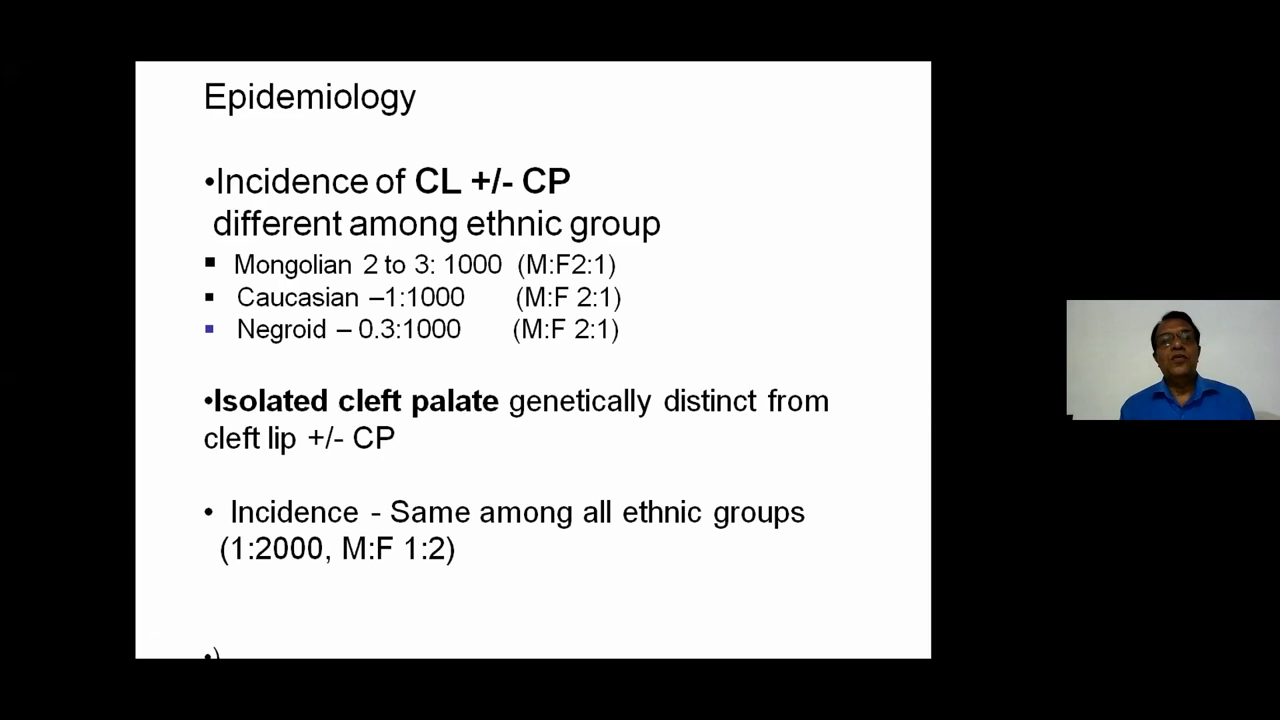 Epidemiology
•Incidence of CL +/- CP
different among ethnic group
▪ Mongolian 2 to 3: 1000 (M:F2:1)
▪ Caucasian –1:1000 (M:F 2:1)
▪ Negroid – 0.3:1000 (M:F 2:1)
•Isolated cleft palate genetically distinct from
cleft lip +/- CP
• Incidence - Same among all ethnic groups
(1:2000, M:F 1:2)
•)